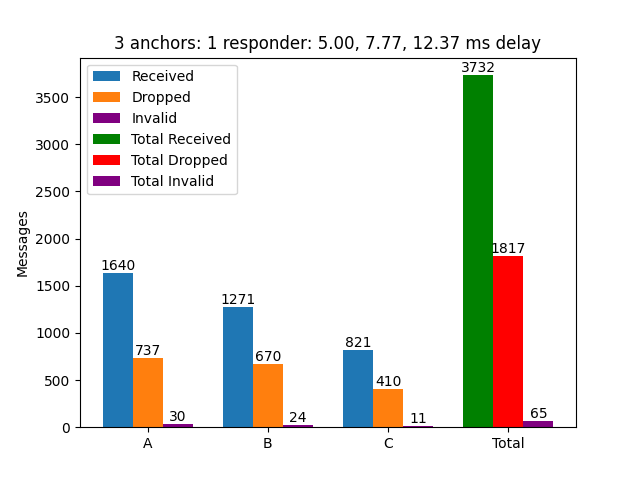 3 anchors: 1 responder: 5.00, 7.77, 12.37 ms delay
Received
Dropped
Invalid
Total Received
Total Dropped
Total Invalid
Messages
3500
3000
2500
2000
1500
1000
500
0
1640
737
30
1271
670
24
821
410
11
3732
1817
65
A
B
C
Total